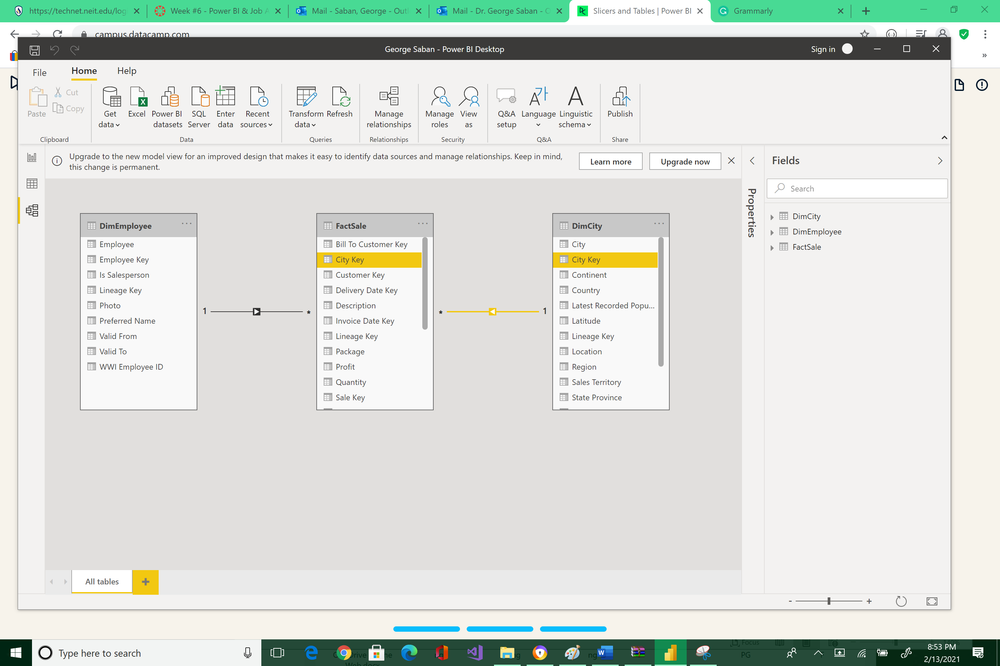 https://technet.neit.edu/log
Week #6 - Power BI & Job A
Mail - Saban, George - Outl
Mail - Dr. George Saban - O
Slicers and Tables | Power BI
Grammarly
campus.datacamp.com
George Saban - Power BI Desktop
Sign in
File
Home
Help
Paste
Cut
Copy
Clipboard
Get data
Excel
Power BI datasets
SQL Server
Enter data
Recent sources
Data
Transform data
Refresh
Queries
Manage relationships
Relationships
Manage roles
View as
Security
Q&A setup
Language
Linguistic schema
Q&A
Publish
Share
Upgrade to the new model view for an improved design that makes it easy to identify data sources and manage relationships. Keep in mind,
this change is permanent.
Learn more
Upgrade now
Properties
Fields
Search
DimCity
DimEmployee
FactSale
DimEmployee
Employee
Employee Key
Is Salesperson
Lineage Key
Photo
Preferred Name
Valid From
Valid To
WWI Employee ID
1
*
FactSale
Bill To Customer Key
City Key
Customer Key
Delivery Date Key
Description
Invoice Date Key
Lineage Key
Package
Profit
Quantity
Sale Key
*
1
DimCity
City
City Key
Continent
Country
Latest Recorded Popu...
Latitude
Lineage Key
Location
Region
Sales Territory
State Province
All tables
Type here to search
Focus
8:53 PM
2/13/2021